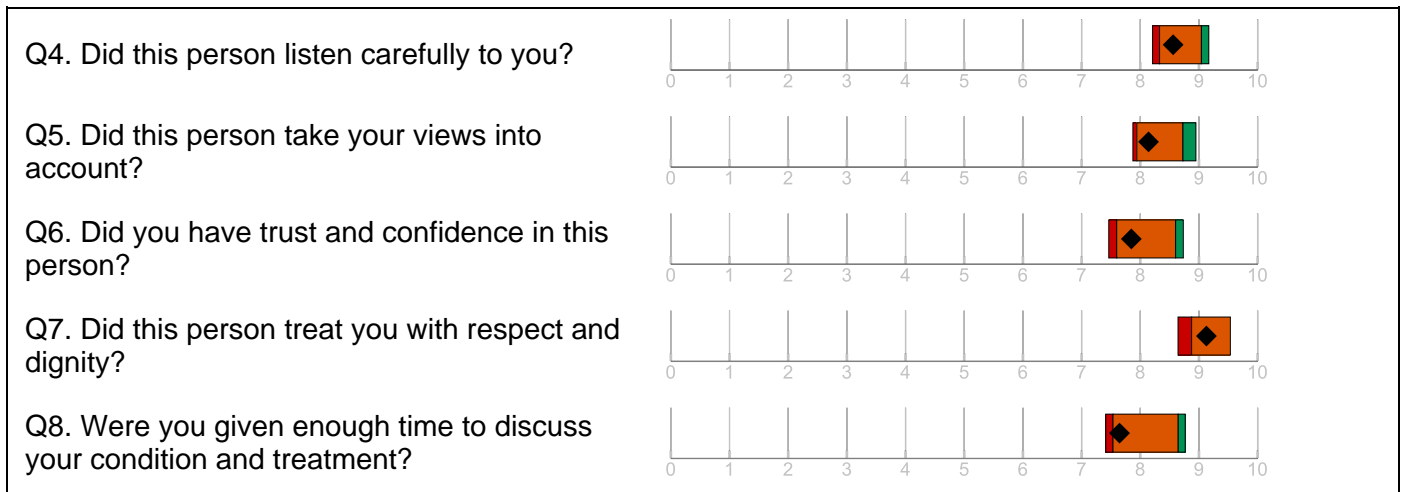 Q4. Did this person listen carefully to you?
0 1 2 3 4 5 6 7 8 9 10
Q5. Did this person take your views into
account?
0 1 2 3 4 5 6 7 8 9 10
Q6. Did you have trust and confidence in this
person?
0 1 2 3 4 5 6 7 8 9 10
Q7. Did this person treat you with respect and
dignity?
0 1 2 3 4 5 6 7 8 9 10
Q8. Were you given enough time to discuss
your condition and treatment?
0 1 2 3 4 5 6 7 8 9 10